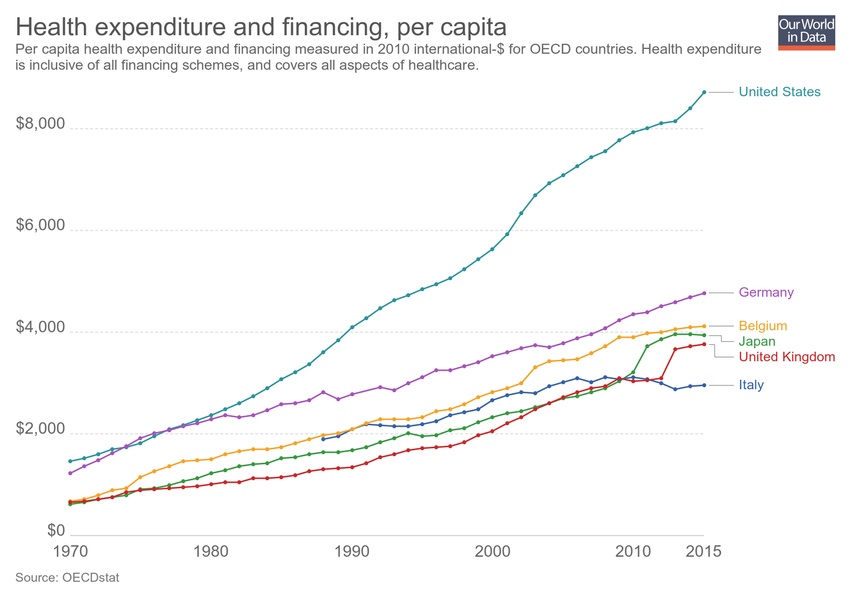 Health expenditure and financing, per capita
Our World
in Data
Per capita health expenditure and financing measured in 2010 international-$ for OECD countries. Health expenditure
is inclusive of all financing schemes, and covers all aspects of healthcare.
United States
$8,000
$6,000
Germany
$4,000
Belgium
Japan
United Kingdom
Italy
$2,000
$0
1970 1980 1990 2000 2010 2015
Source: OECDstat